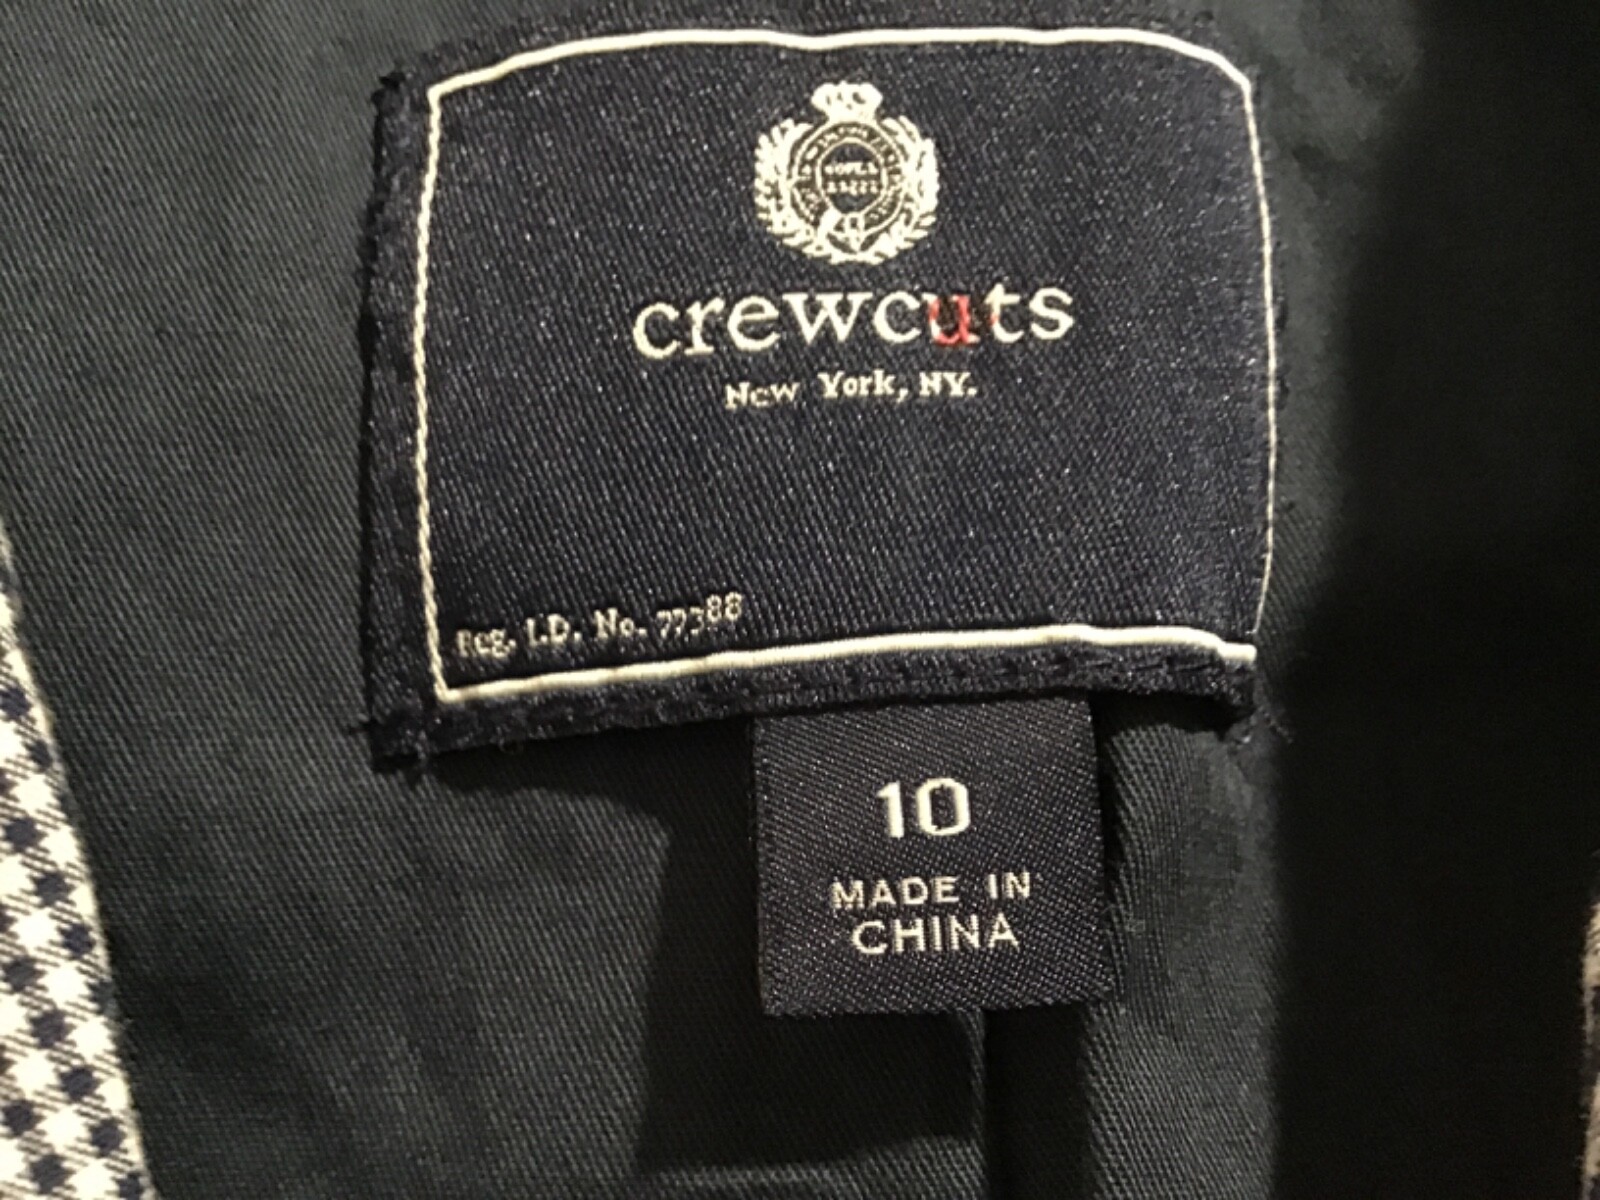 crewcuts
New York, NY.
Reg. I.D. No. 77388
10
MADE IN
CHINA